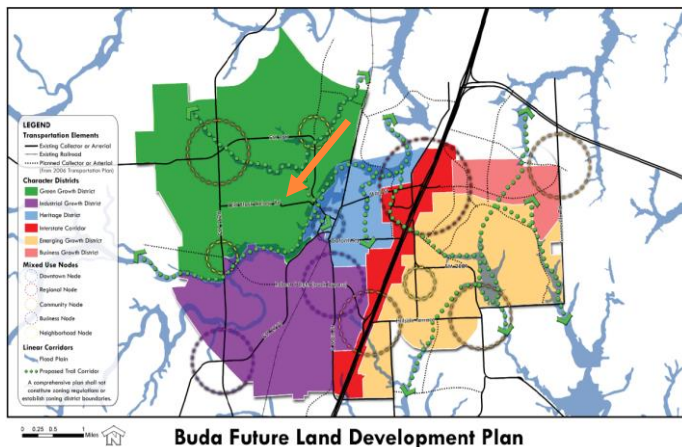 LEGEND
Transportation Elements
Existing Collector or Arterial
Existing Railroad
Planned Collector or Arterial
(from 2006 Transportation Plan)
Character Districts
Green Growth District
Industrial Growth District
Heritage District
Interstate Corridor
Emerging Growth District
Business Growth District
Mixed Use Nodes
Downtown Node
Regional Node
Community Node
Business Node
Neighborhood Node
Linear Corridors
Flood Plain
Proposed Trail Corridor
A comprehensive plan shall not
constitute zoning regulations or
establish zoning district boundaries.
0 0.25 0.5 1
Miles
N
Buda Future Land Development Plan